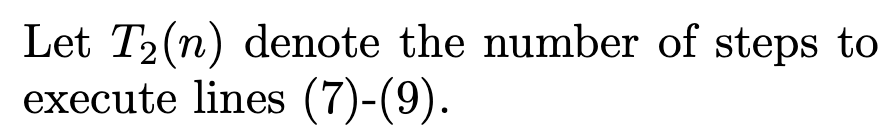 Let T₂(n) denote the number of steps to
execute lines (7)-(9).